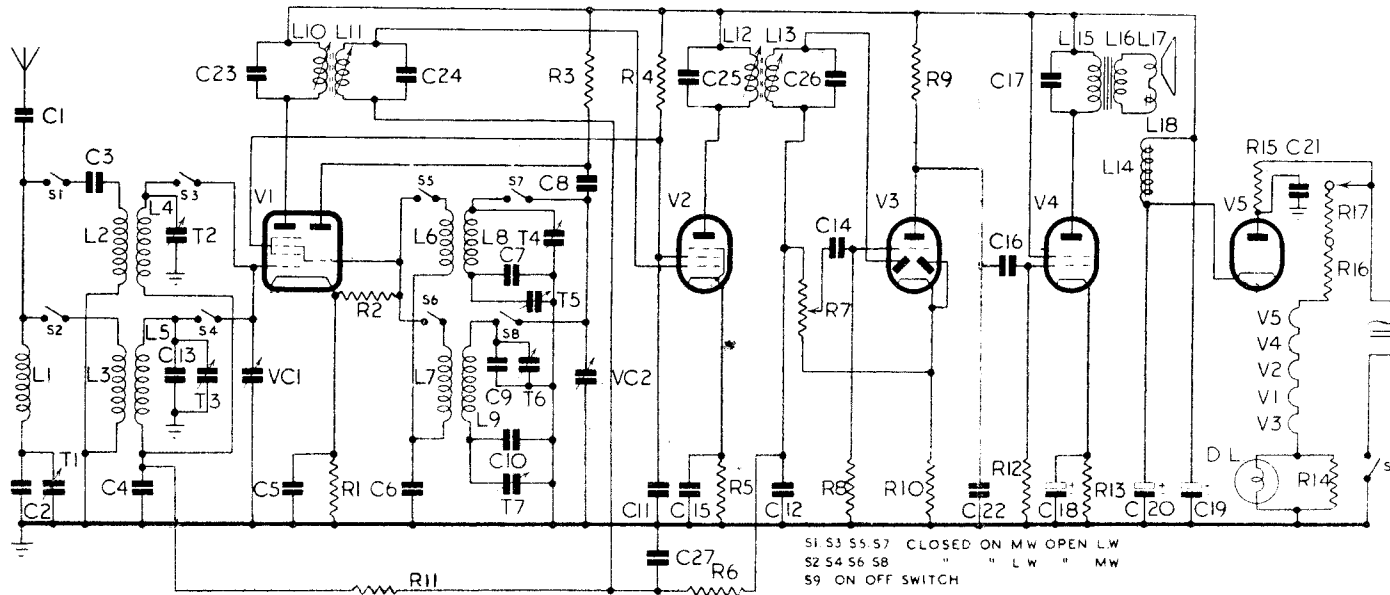 L10 L11
C23 C24
R3 R4
L12 L13
C25 C26
R9
C17
L15 L16 L17
L18
L14
C1
C3
S1
L4
S3
L2
T2
V1
S5
S7
C8
L6
L8
T4
C7
T5
R2
S6
S8
V2
C14
V3
R7
C16
V4
R15 C21
V5
R17
R16
S2
L5
S4
L1
L3
C13
T3
VC1
L7
C9
T6
VC2
L9
C10
T7
V5
V4
V2
V1
V3
DL
R14
T1
C2
C4
C5
R1
C6
C11
C15
R5
C12
R8
R10
C22
R12
C18
R13
C20
C19
C27
R6
R11
S1 S3 S5 S7 CLOSED ON MW OPEN LW
S2 S4 S6 S8 " " LW " MW
S9 ON OFF SWITCH